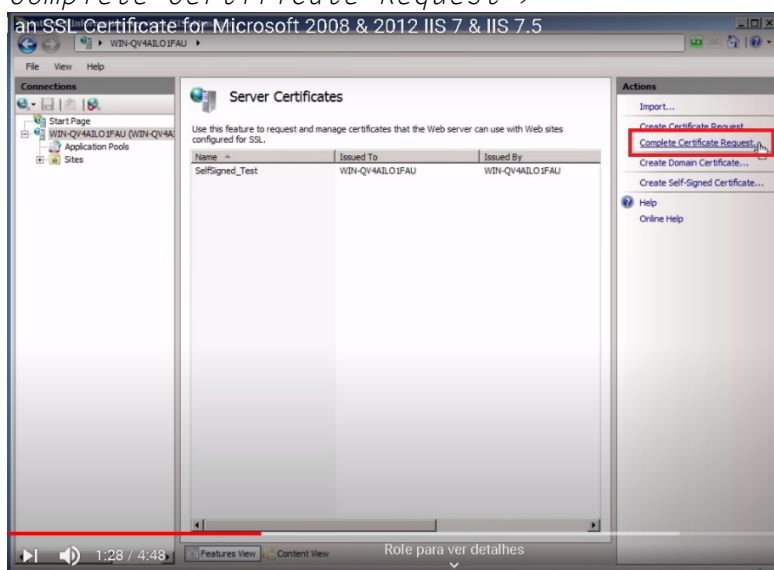 Complete Certificate Request >
an SSL Certificate for Microsoft 2008 & 2012 IIS 7 & IIS 7.5
WIN-QV4AILO1FAU
File View Help
Connections
Start Page
WIN-QV4AILO1FAU (WIN-QV4A
Application Pools
Sites
Server Certificates
Use this feature to request and manage certificates that the Web server can use with Web sites
configured for SSL.
Name Issued To Issued By
SelfSigned_Test WIN-QV4AILO1FAU WIN-QV4AILO1FAU
Features View Content View
Actions
Import...
Create Certificate Request
Complete Certificate Request...
Create Domain Certificate...
Create Self-Signed Certificate...
Help
Online Help
1:28 / 4:48
Role para ver detalhes